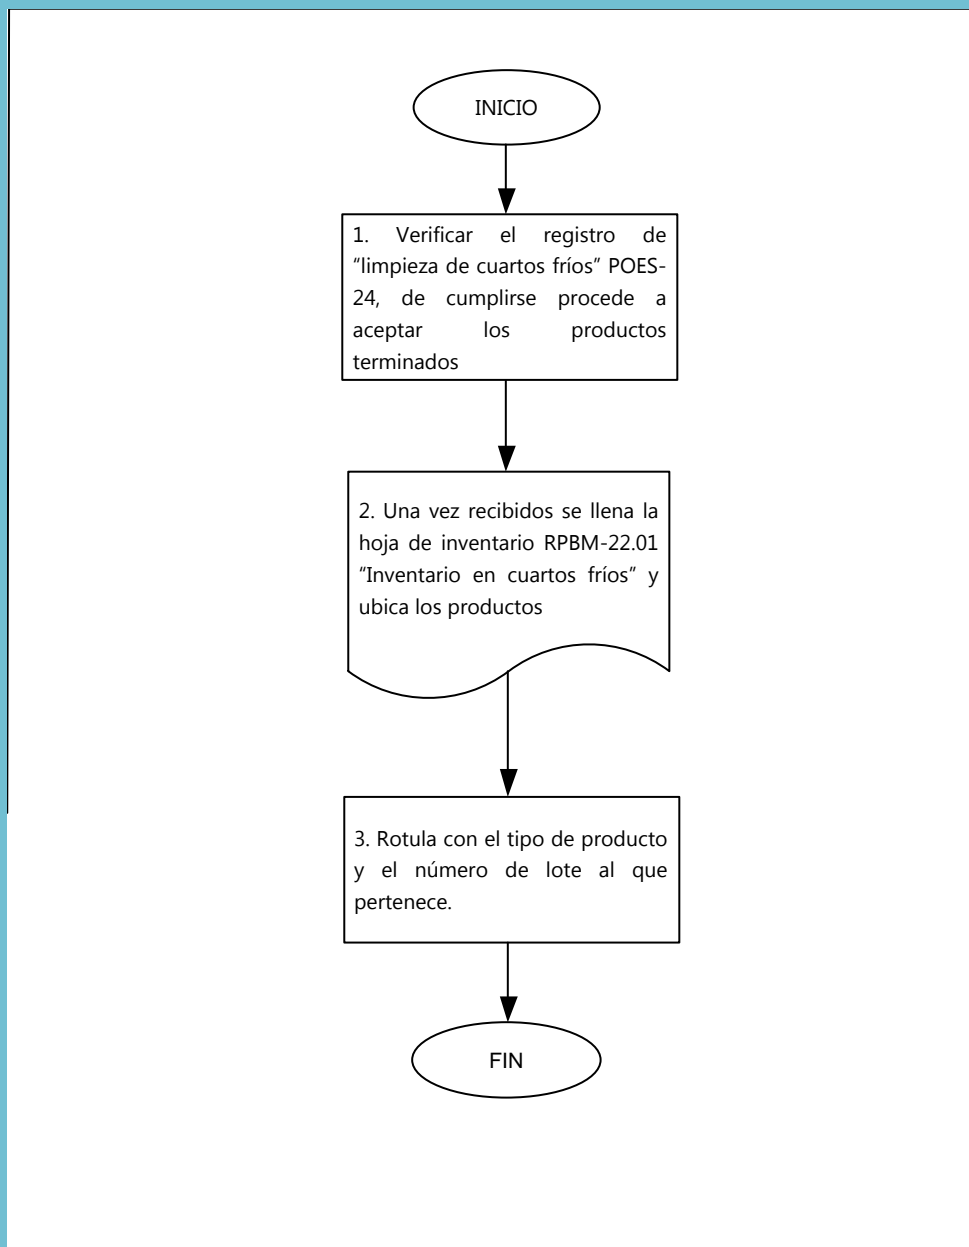 INICIO
1. Verificar el registro de
“limpieza de cuartos fríos” POES-
24, de cumplirse procede a
aceptar los productos
terminados
2. Una vez recibidos se llena la
hoja de inventario RPBM-22.01
“Inventario en cuartos fríos” y
ubica los productos
3. Rotula con el tipo de producto
y el número de lote al que
pertenece.
FIN